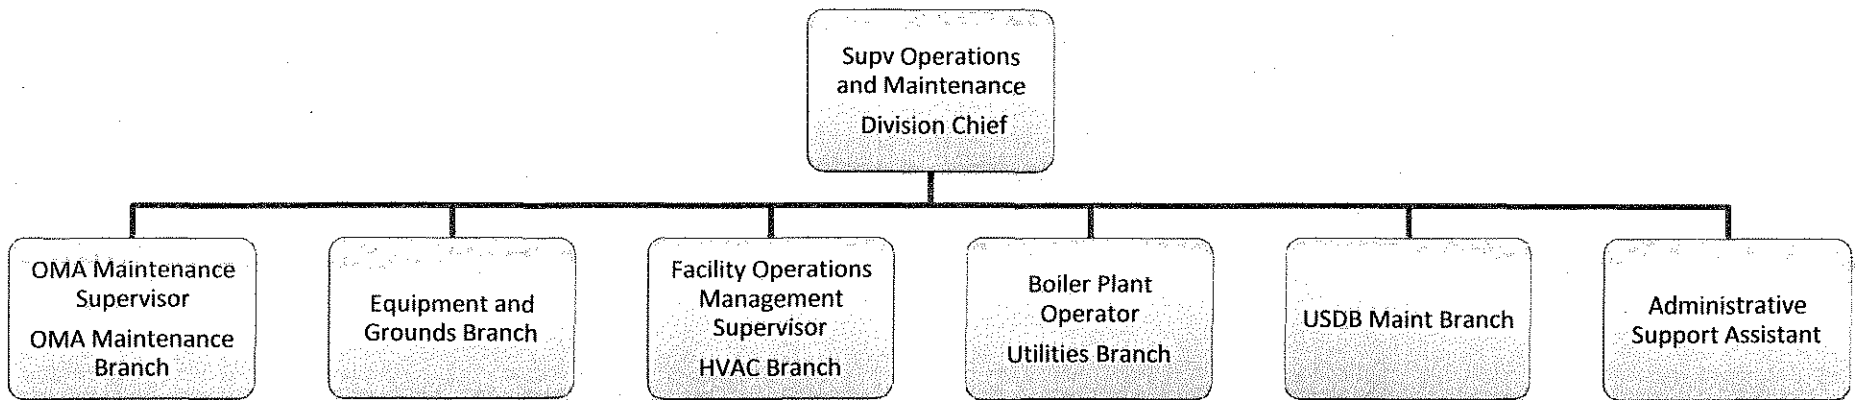 Supv Operations
and Maintenance
Division Chief
OMA Maintenance
Supervisor
OMA Maintenance
Branch
Equipment and
Grounds Branch
Facility Operations
Management
Supervisor
HVAC Branch
Boiler Plant
Operator
Utilities Branch
USDB Maint Branch
Administrative
Support Assistant